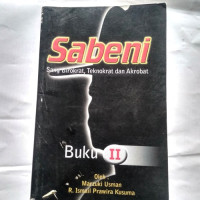 Sabeni
Sang Birokrat, Teknokrat dan Akrobat
Buku II
Oleh :
Marzuki Usman
R. Ismail Prawira Kusuma